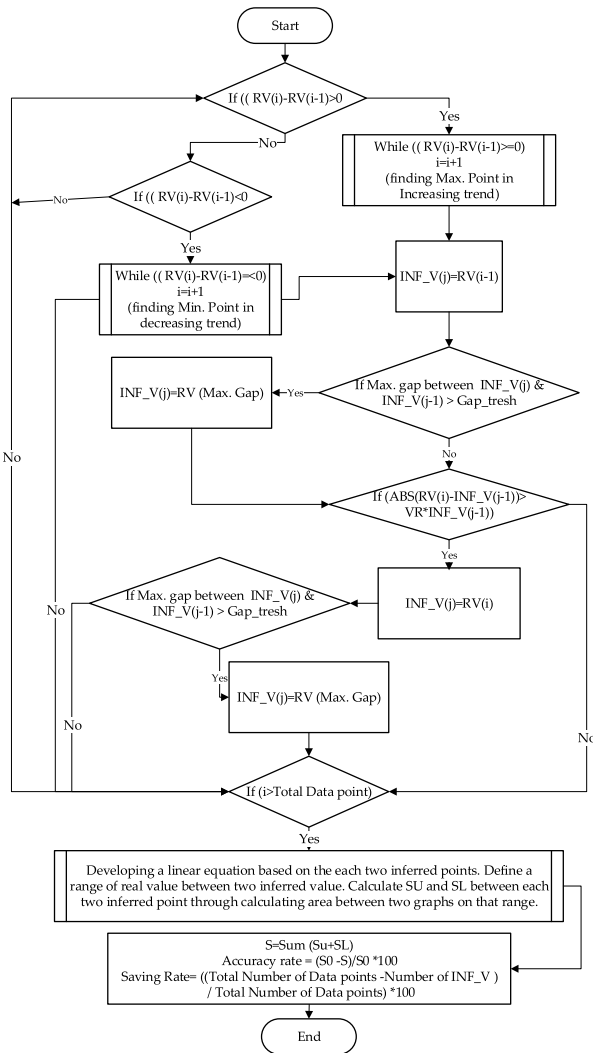 Start
If (( RV(i)-RV(i-1)>0
Yes
No
While (( RV(i)-RV(i-1)>=0)
i=i+1
(finding Max. Point in
Increasing trend)
If (( RV(i)-RV(i-1)<0
No
Yes
While (( RV(i)-RV(i-1)=<0)
i=i+1
(finding Min. Point in
decreasing trend)
INF_V(j)=RV(i-1)
If Max. gap between INF_V(j) &
INF_V(j-1) > Gap_tresh
Yes
INF_V(j)=RV (Max. Gap)
No
No
If (ABS(RV(i)-INF_V(j-1))>
VR*INF_V(j-1))
Yes
INF_V(j)=RV(i)
If Max. gap between INF_V(j) &
INF_V(j-1) > Gap_tresh
No
Yes
INF_V(j)=RV (Max. Gap)
No
No
If (i>Total Data point)
Yes
Developing a linear equation based on the each two inferred points. Define a
range of real value between two inferred value. Calculate SU and SL between each
two inferred point through calculating area between two graphs on that range.
S=Sum (Su+SL)
Accuracy rate = (S0 -S)/S0 *100
Saving Rate= ((Total Number of Data points -Number of INF_V )
/ Total Number of Data points) *100
End